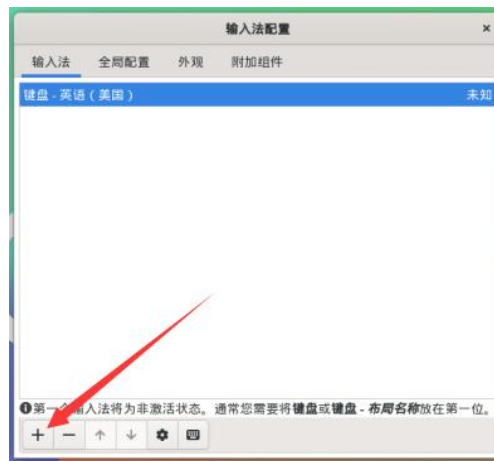 输入法配置 ×
输入法 全局配置 外观 附加组件
键盘 - 英语（美国） 未知
第一个输入法将为非激活状态。通常您需要将键盘或键盘 - 布局名称放在第一位。